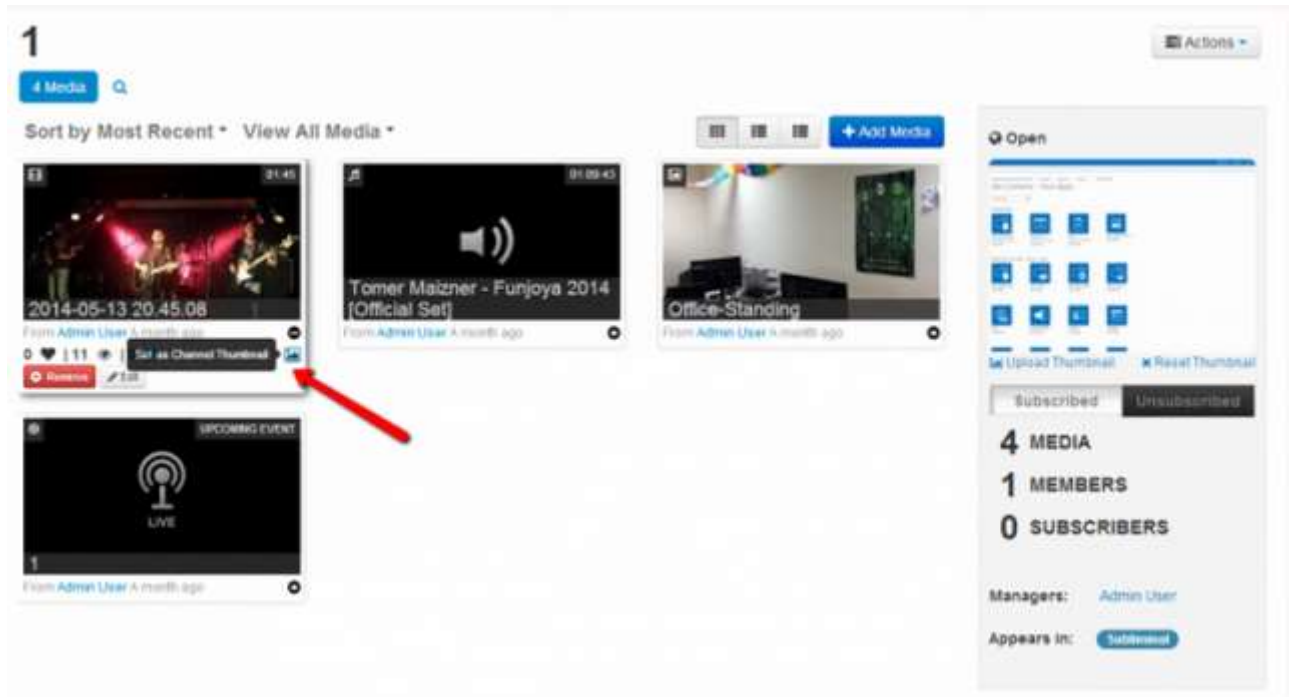 1
Actions
4 Media
Sort by Most Recent View All Media
+ Add Media
Open
01:45
2014-05-13 20.45.08
From Admin User A month ago
0 | 11 |
Set as Channel Thumbnail
Remove Edit
01:09:43
Tomer Maizner - Funjoya 2014
[Official Set]
From Admin User A month ago
Office-Standing
From Admin User A month ago
UPCOMING EVENT
LIVE
1
From Admin User A month ago
Upload Thumbnail Reset Thumbnail
Subscribed Unsubscribed
4 MEDIA
1 MEMBERS
0 SUBSCRIBERS
Managers: Admin User
Appears in: